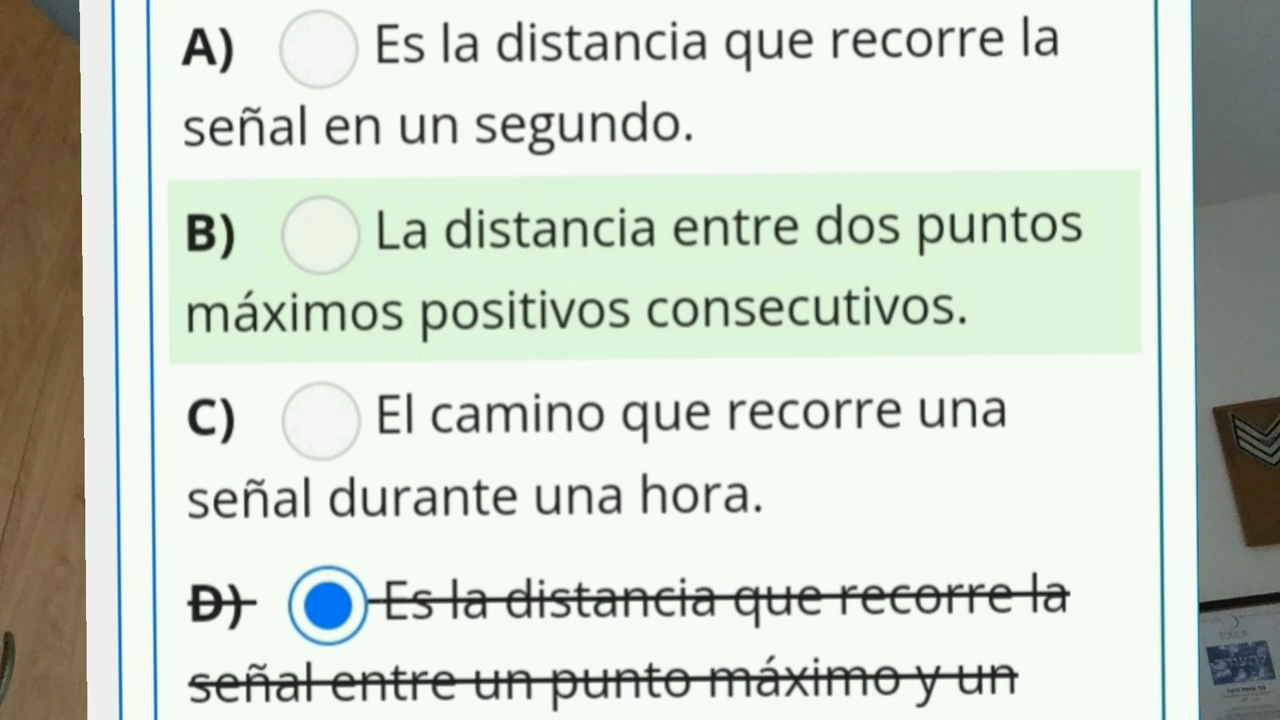 A) Es la distancia que recorre la
señal en un segundo.
B) La distancia entre dos puntos
máximos positivos consecutivos.
C) El camino que recorre una
señal durante una hora.
D) Es la distancia que recorre la
señal entre un punto máximo y un